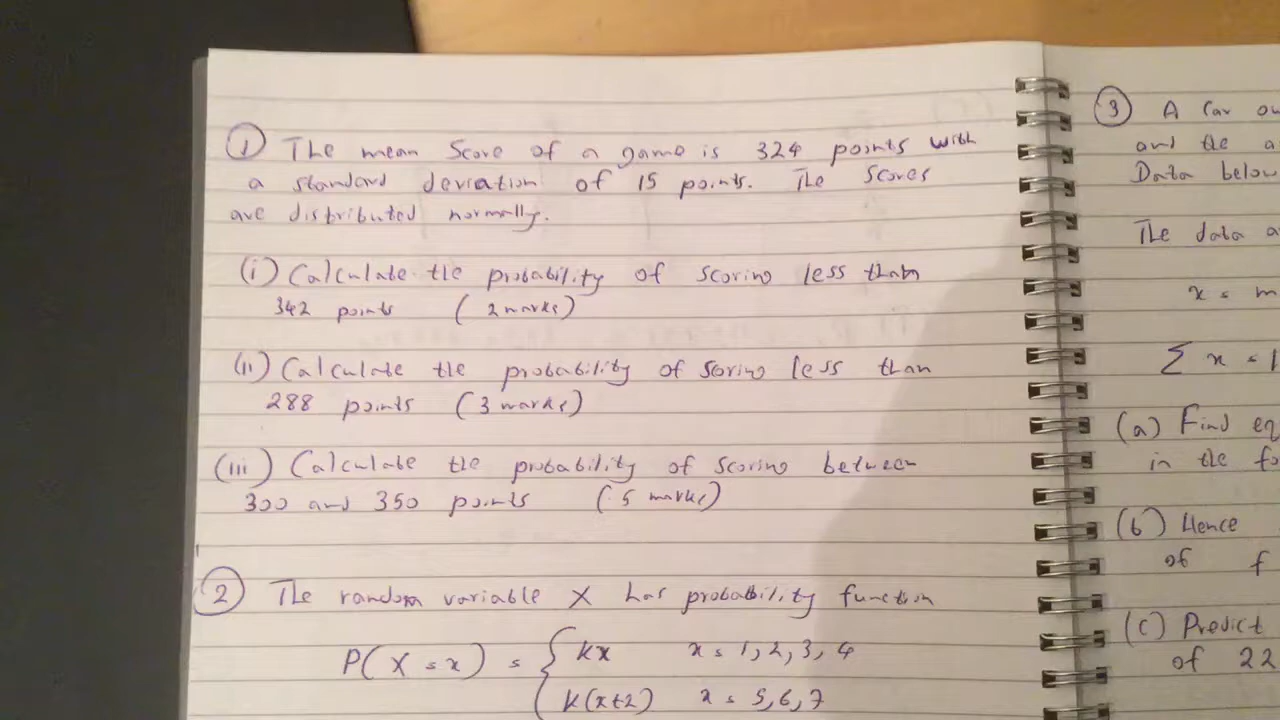 ① The mean score of a game is 324 points with
a standard deviation of 15 points. The scores
are distributed normally.
(i) Calculate the probability of scoring less than
342 points (2 marks)
(ii) Calculate the probability of scoring less than
288 points (3 marks)
(iii) Calculate the probability of scoring between
300 and 350 points (5 marks)
② The random variable X has probability function
P(X = x) = { kx x = 1, 2, 3, 4
k(x+2) x = 5, 6, 7
③ A Car
and the
Data below
The data
x =
Σ x = 1
(a) Find
in the
(b) Hence
of f
(c) Predict
of 22